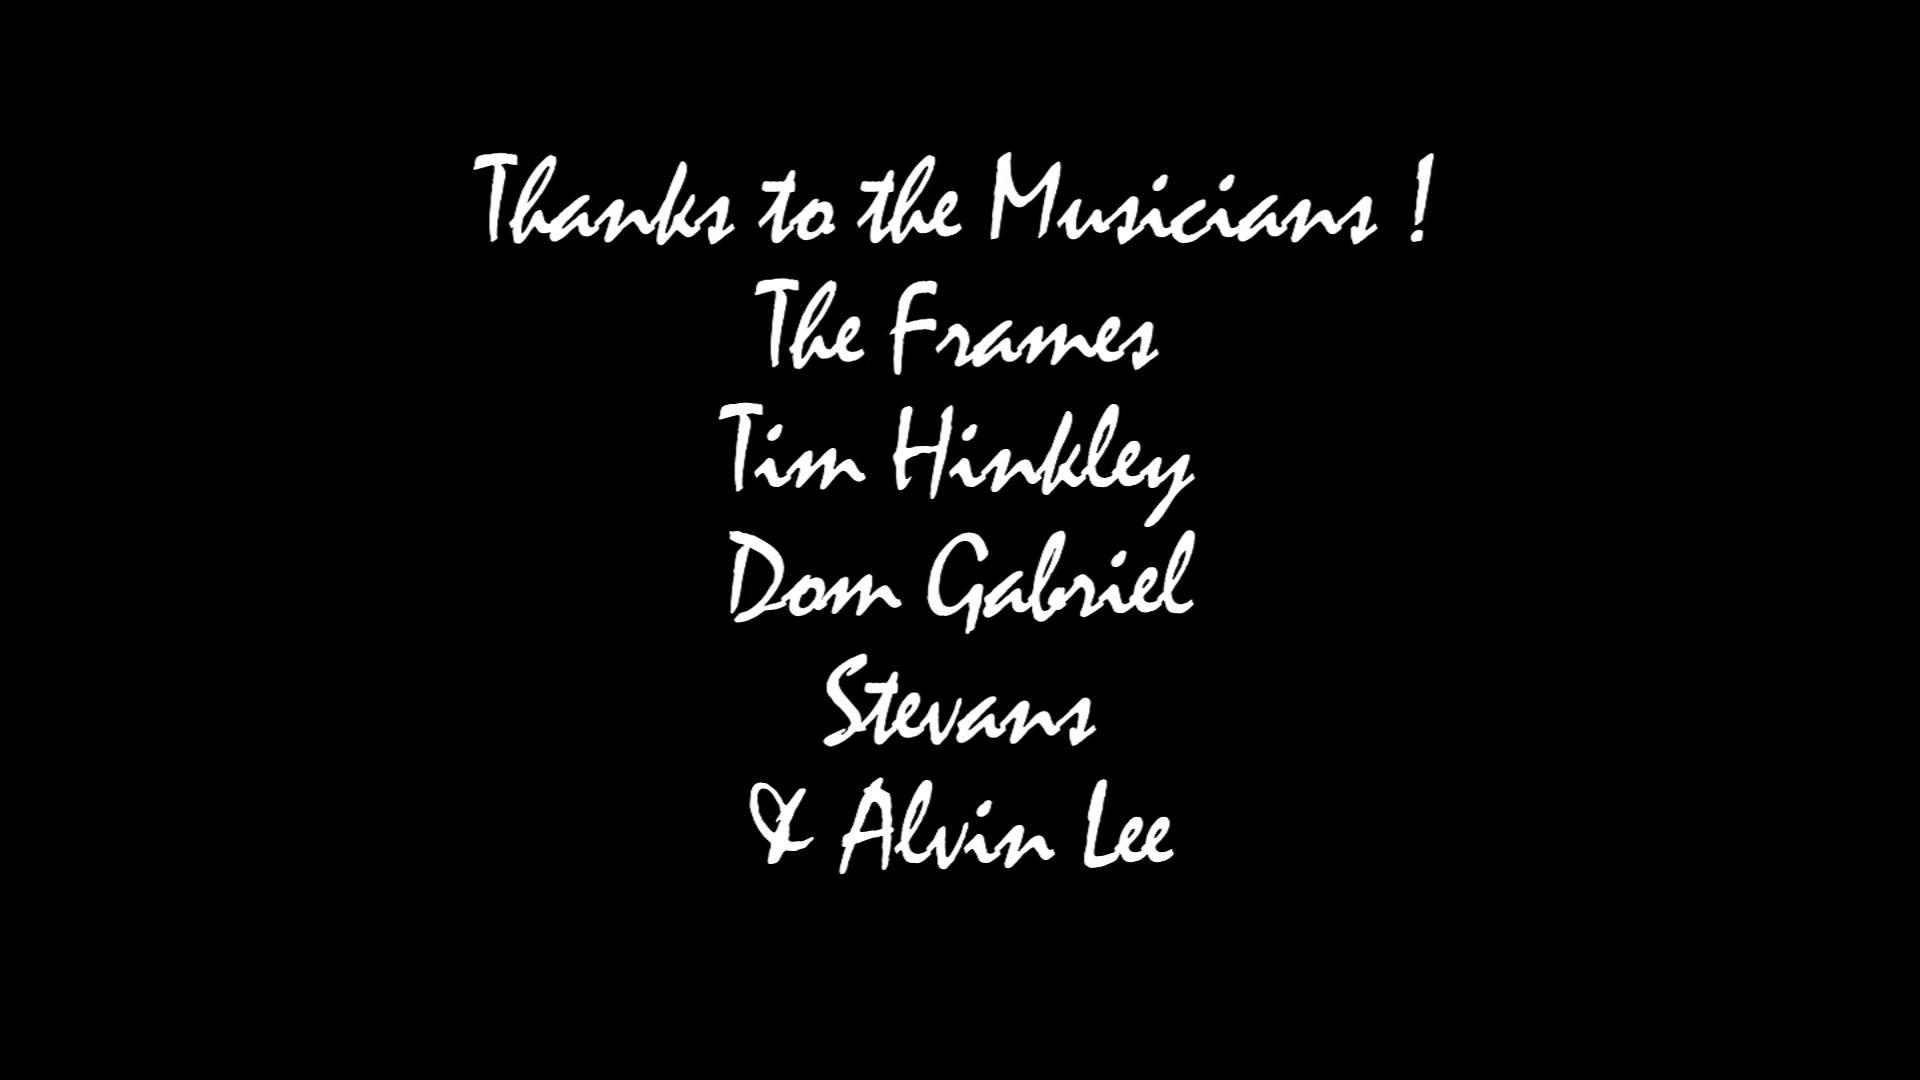 Thanks to the Musicians !
The Frames
Tim Hinkley
Dom Gabriel
Stevans
& Alvin Lee